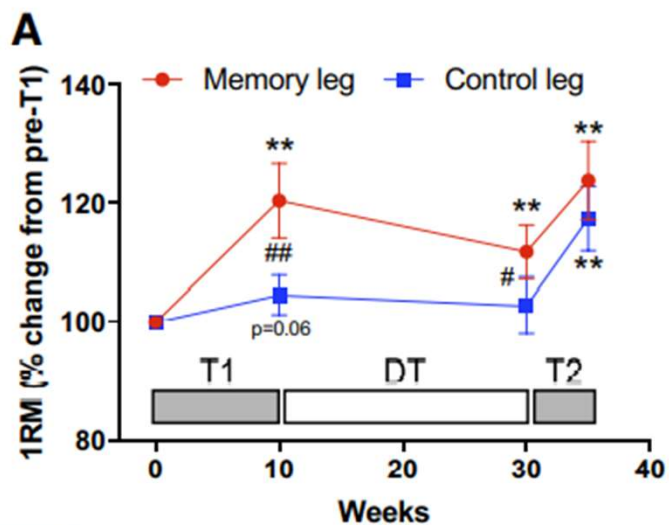 A
Memory leg Control leg
1RM (% change from pre-T1)
140
120
100
80
**
##
p=0.06
**
#
**
**
T1 DT T2
0 10 20 30 40
Weeks